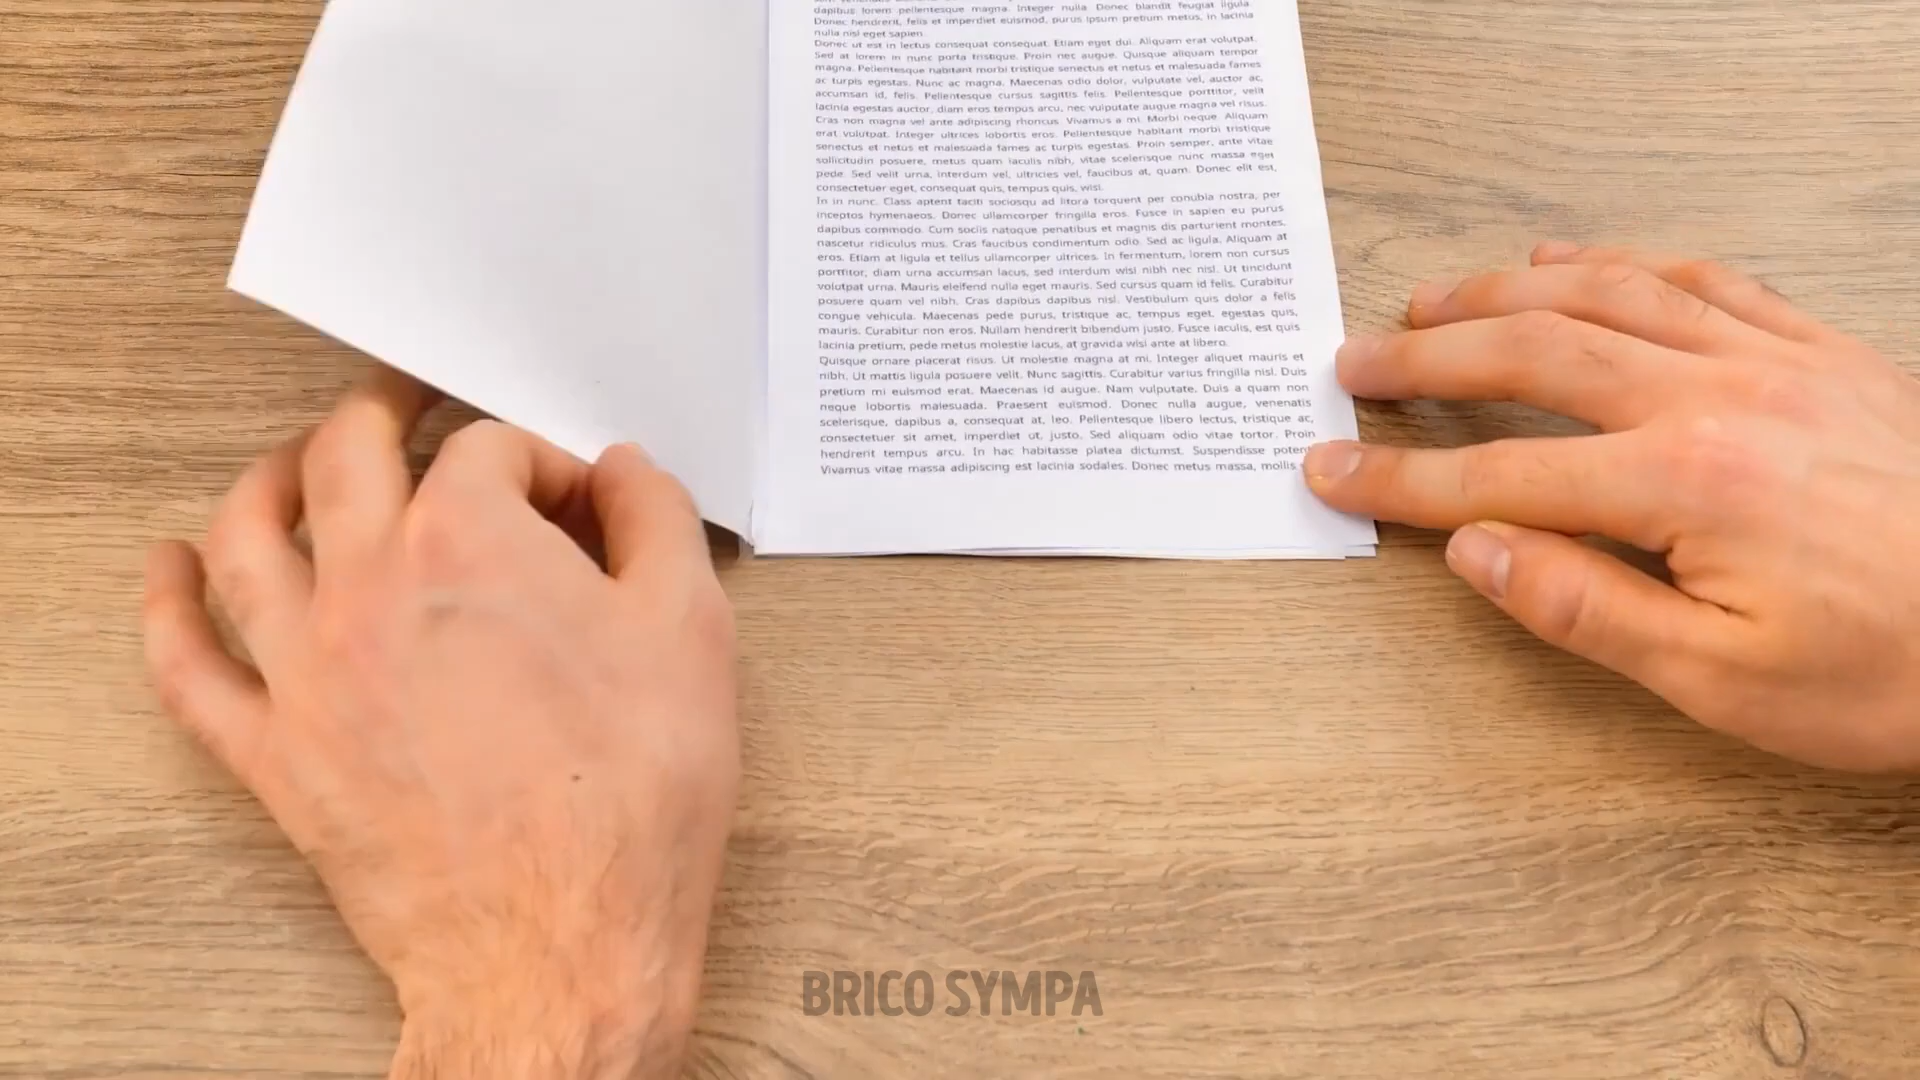 dapibus lorem pellentesque magna. Integer nulla. Donec blandit feugiat ligula.
Donec hendrerit, felis et imperdiet euismod, purus ipsum pretium metus, in lacinia
nulla nisl eget sapien.
Donec ut est in lectus consequat consequat. Etiam eget dui. Aliquam erat volutpat.
Sed at lorem in nunc porta tristique. Proin nec augue. Quisque aliquam tempor
magna. Pellentesque habitant morbi tristique senectus et netus et malesuada fames
ac turpis egestas. Nunc ac magna. Maecenas odio dolor, vulputate vel, auctor ac,
accumsan id, felis. Pellentesque cursus sagittis felis. Pellentesque porttitor, velit
lacinia egestas auctor, diam eros tempus arcu, nec vulputate augue magna vel risus.
Cras non magna vel ante adipiscing rhoncus. Vivamus a mi. Morbi neque. Aliquam
erat volutpat. Integer ultrices lobortis eros. Pellentesque habitant morbi tristique
senectus et netus et malesuada fames ac turpis egestas. Proin semper, ante vitae
sollicitudin posuere, metus quam iaculis nibh, vitae scelerisque nunc massa eget
pede. Sed velit urna, interdum vel, ultricies vel, faucibus at, quam. Donec elit est,
consectetuer eget, consequat quis, tempus quis, wisi.
In in nunc. Class aptent taciti sociosqu ad litora torquent per conubia nostra, per
inceptos hymenaeos. Donec ullamcorper fringilla eros. Fusce in sapien eu purus
dapibus commodo. Cum sociis natoque penatibus et magnis dis parturient montes,
nascetur ridiculus mus. Cras faucibus condimentum odio. Sed ac ligula. Aliquam at
eros. Etiam at ligula et tellus ullamcorper ultrices. In fermentum, lorem non cursus
porttitor, diam urna accumsan lacus, sed interdum wisi nibh nec nisl. Ut tincidunt
volutpat urna. Mauris eleifend nulla eget mauris. Sed cursus quam id felis. Curabitur
posuere quam vel nibh. Cras dapibus dapibus nisl. Vestibulum quis dolor a felis
congue vehicula. Maecenas pede purus, tristique ac, tempus eget, egestas quis,
mauris. Curabitur non eros. Nullam hendrerit bibendum justo. Fusce iaculis, est quis
lacinia pretium, pede metus molestie lacus, at gravida wisi ante at libero.
Quisque ornare placerat risus. Ut molestie magna at mi. Integer aliquet mauris et
nibh. Ut mattis ligula posuere velit. Nunc sagittis. Curabitur varius fringilla nisl. Duis
pretium mi euismod erat. Maecenas id augue. Nam vulputate. Duis a quam non
neque lobortis malesuada. Praesent euismod. Donec nulla augue, venenatis
scelerisque, dapibus a, consequat at, leo. Pellentesque libero lectus, tristique ac,
consectetuer sit amet, imperdiet ut, justo. Sed aliquam odio vitae tortor. Proin
hendrerit tempus arcu. In hac habitasse platea dictumst. Suspendisse potenti
Vivamus vitae massa adipiscing est lacinia sodales. Donec metus massa, mollis
BRICO SYMPA